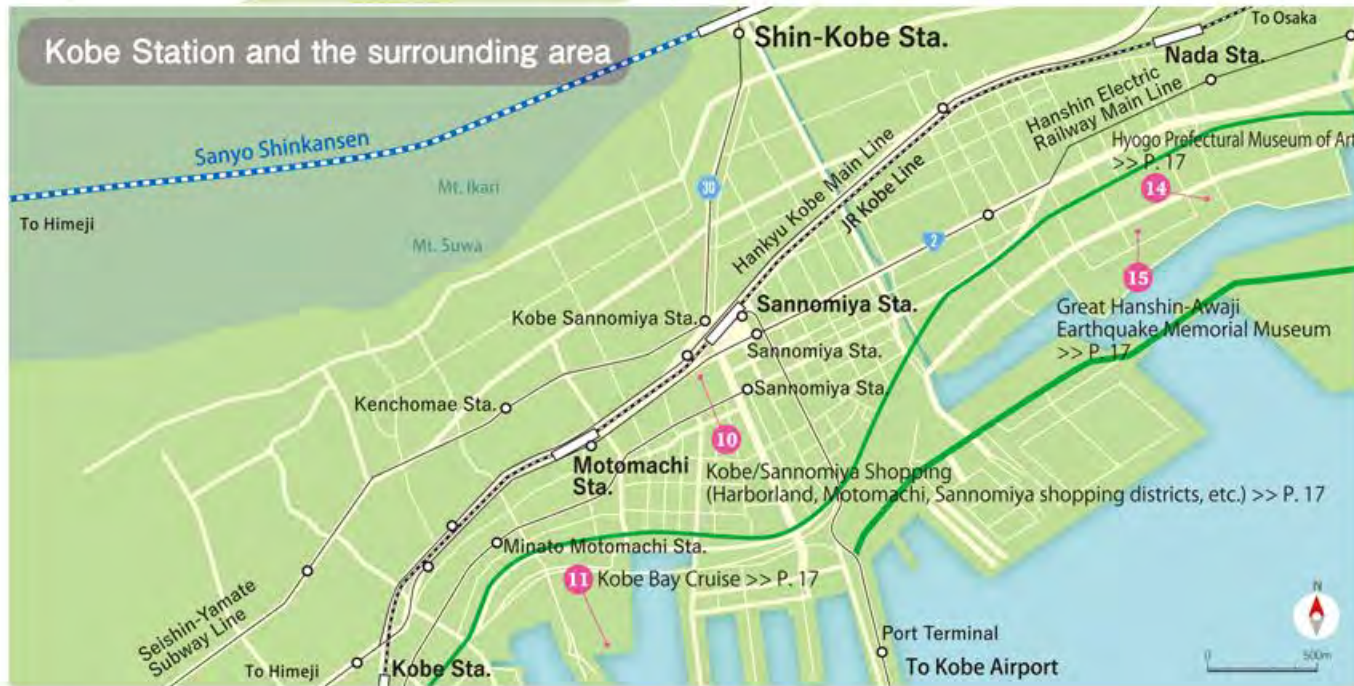 Kobe Station and the surrounding area
To Osaka
Shin-Kobe Sta.
Nada Sta.
Hanshin Electric
Railway Main Line
Sanyo Shinkansen
Hyogo Prefectural Museum of Art
>> P. 17
14
Mt. Ikari
30
Hankyu Kobe Main Line
JR Kobe Line
To Himeji
Mt. Suwa
2
15
Great Hanshin-Awaji
Earthquake Memorial Museum
>> P. 17
Sannomiya Sta.
Kobe Sannomiya Sta.
Sannomiya Sta.
Sannomiya Sta.
Kenchomae Sta.
10
Kobe/Sannomiya Shopping
(Harborland, Motomachi, Sannomiya shopping districts, etc.) >> P. 17
Motomachi
Sta.
Minato Motomachi Sta.
11 Kobe Bay Cruise >> P. 17
Seishin-Yamate
Subway Line
N
Port Terminal
To Himeji
Kobe Sta.
To Kobe Airport
0 500m